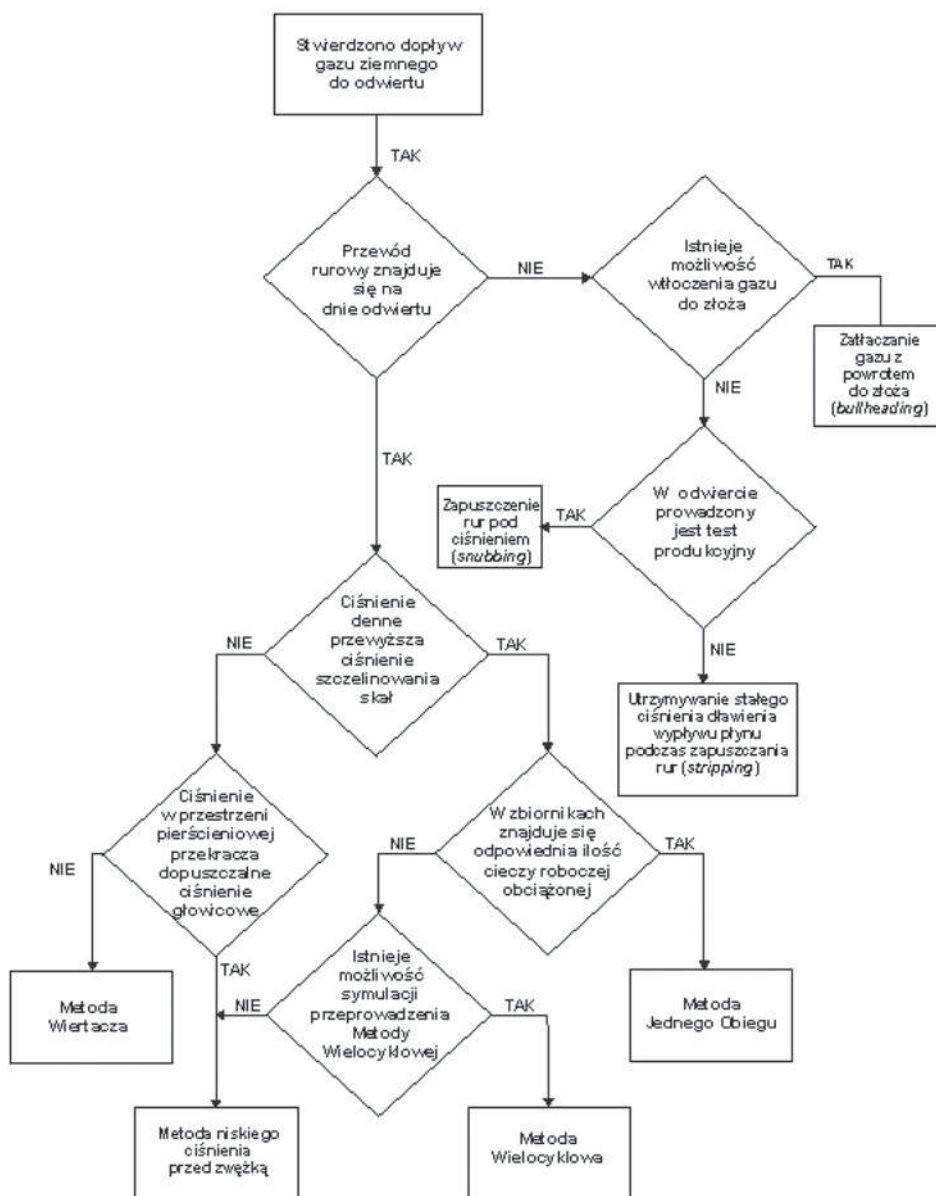 Stwierdzono dopływ
gazu ziemnego
do odwiertu
TAK
Przewód
rurowy znajduje
się na
dnie odwiertu
NIE
Istnieje
możliwość
wtłoczenia gazu
do złoża
TAK
Zatłaczanie
gazu z
powrotem
do złoża
(bullheading)
NIE
TAK
W odwiercie
prowadzony
jest test
produkcyjny
TAK
Zapuszczenie
rur pod
ciśnieniem
(snubbing)
NIE
Utrzymywanie stałego
ciśnienia dławienia
wypływu płynu
podczas zapuszczania
rur (stripping)
Ciśnienie
denne
przewyższa
ciśnienie
szczelinowania
skał
NIE
TAK
Ciśnienie
w przestrzeni
pierścieniowej
przekracza
dopuszczalne
ciśnienie
głowicowe
NIE
TAK
W zbiornikach
znajduje się
odpowiednia ilość
cieczy roboczej
obciążonej
NIE
TAK
Istnieje
możliwość
symulacji
przeprowadzenia
Metody
Wielocyklowej
NIE
TAK
Metoda
Wiertacza
Metoda
Jednego Obiegu
Metoda niskiego
ciśnienia
przed zwężką
Metoda
Wielocyklowa